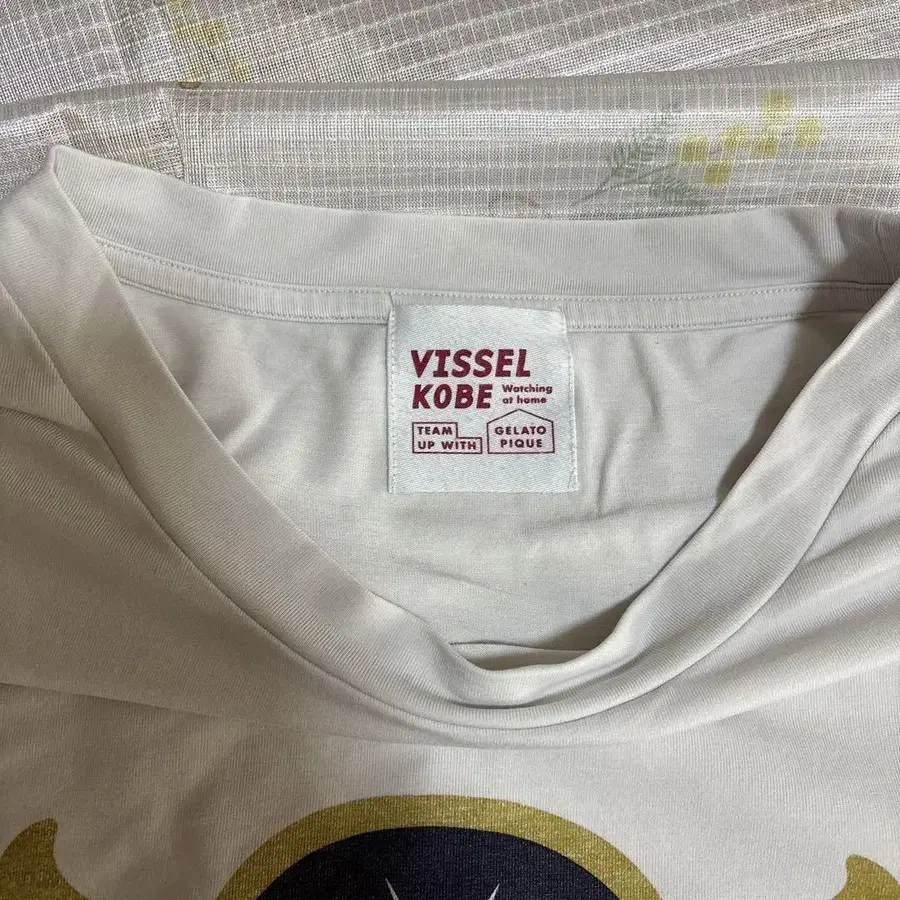 VISSEL
KOBE Watching
at home
TEAM
UP WITH
GELATO
PIQUE